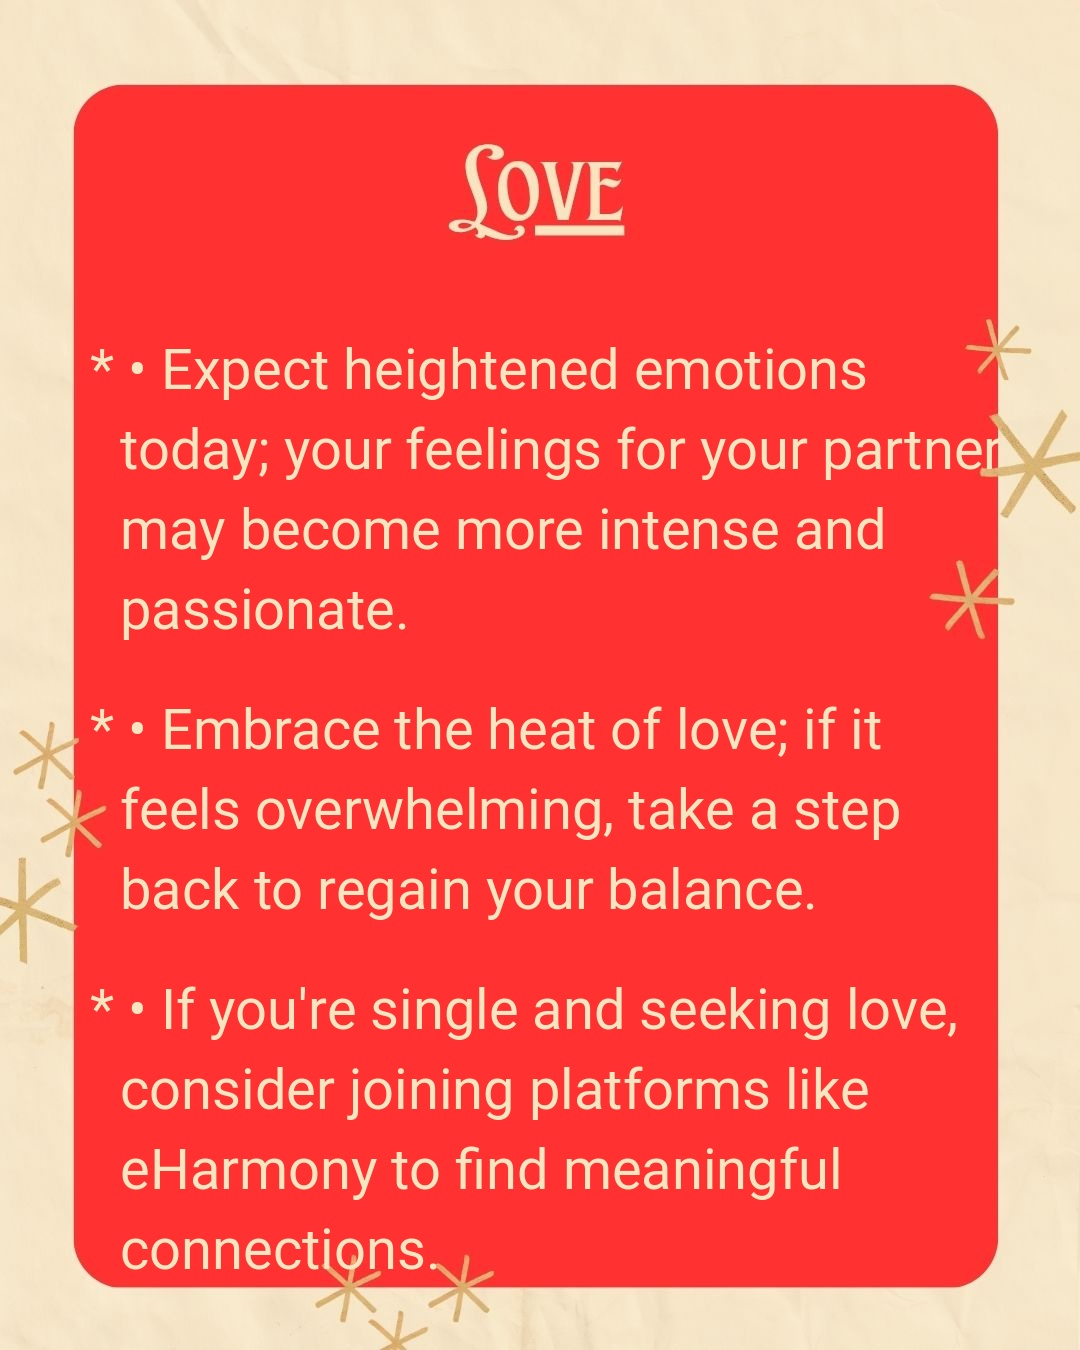 Love
* • Expect heightened emotions
today; your feelings for your partner
may become more intense and
passionate.
* • Embrace the heat of love; if it
feels overwhelming, take a step
back to regain your balance.
* • If you're single and seeking love,
consider joining platforms like
eHarmony to find meaningful
connections.